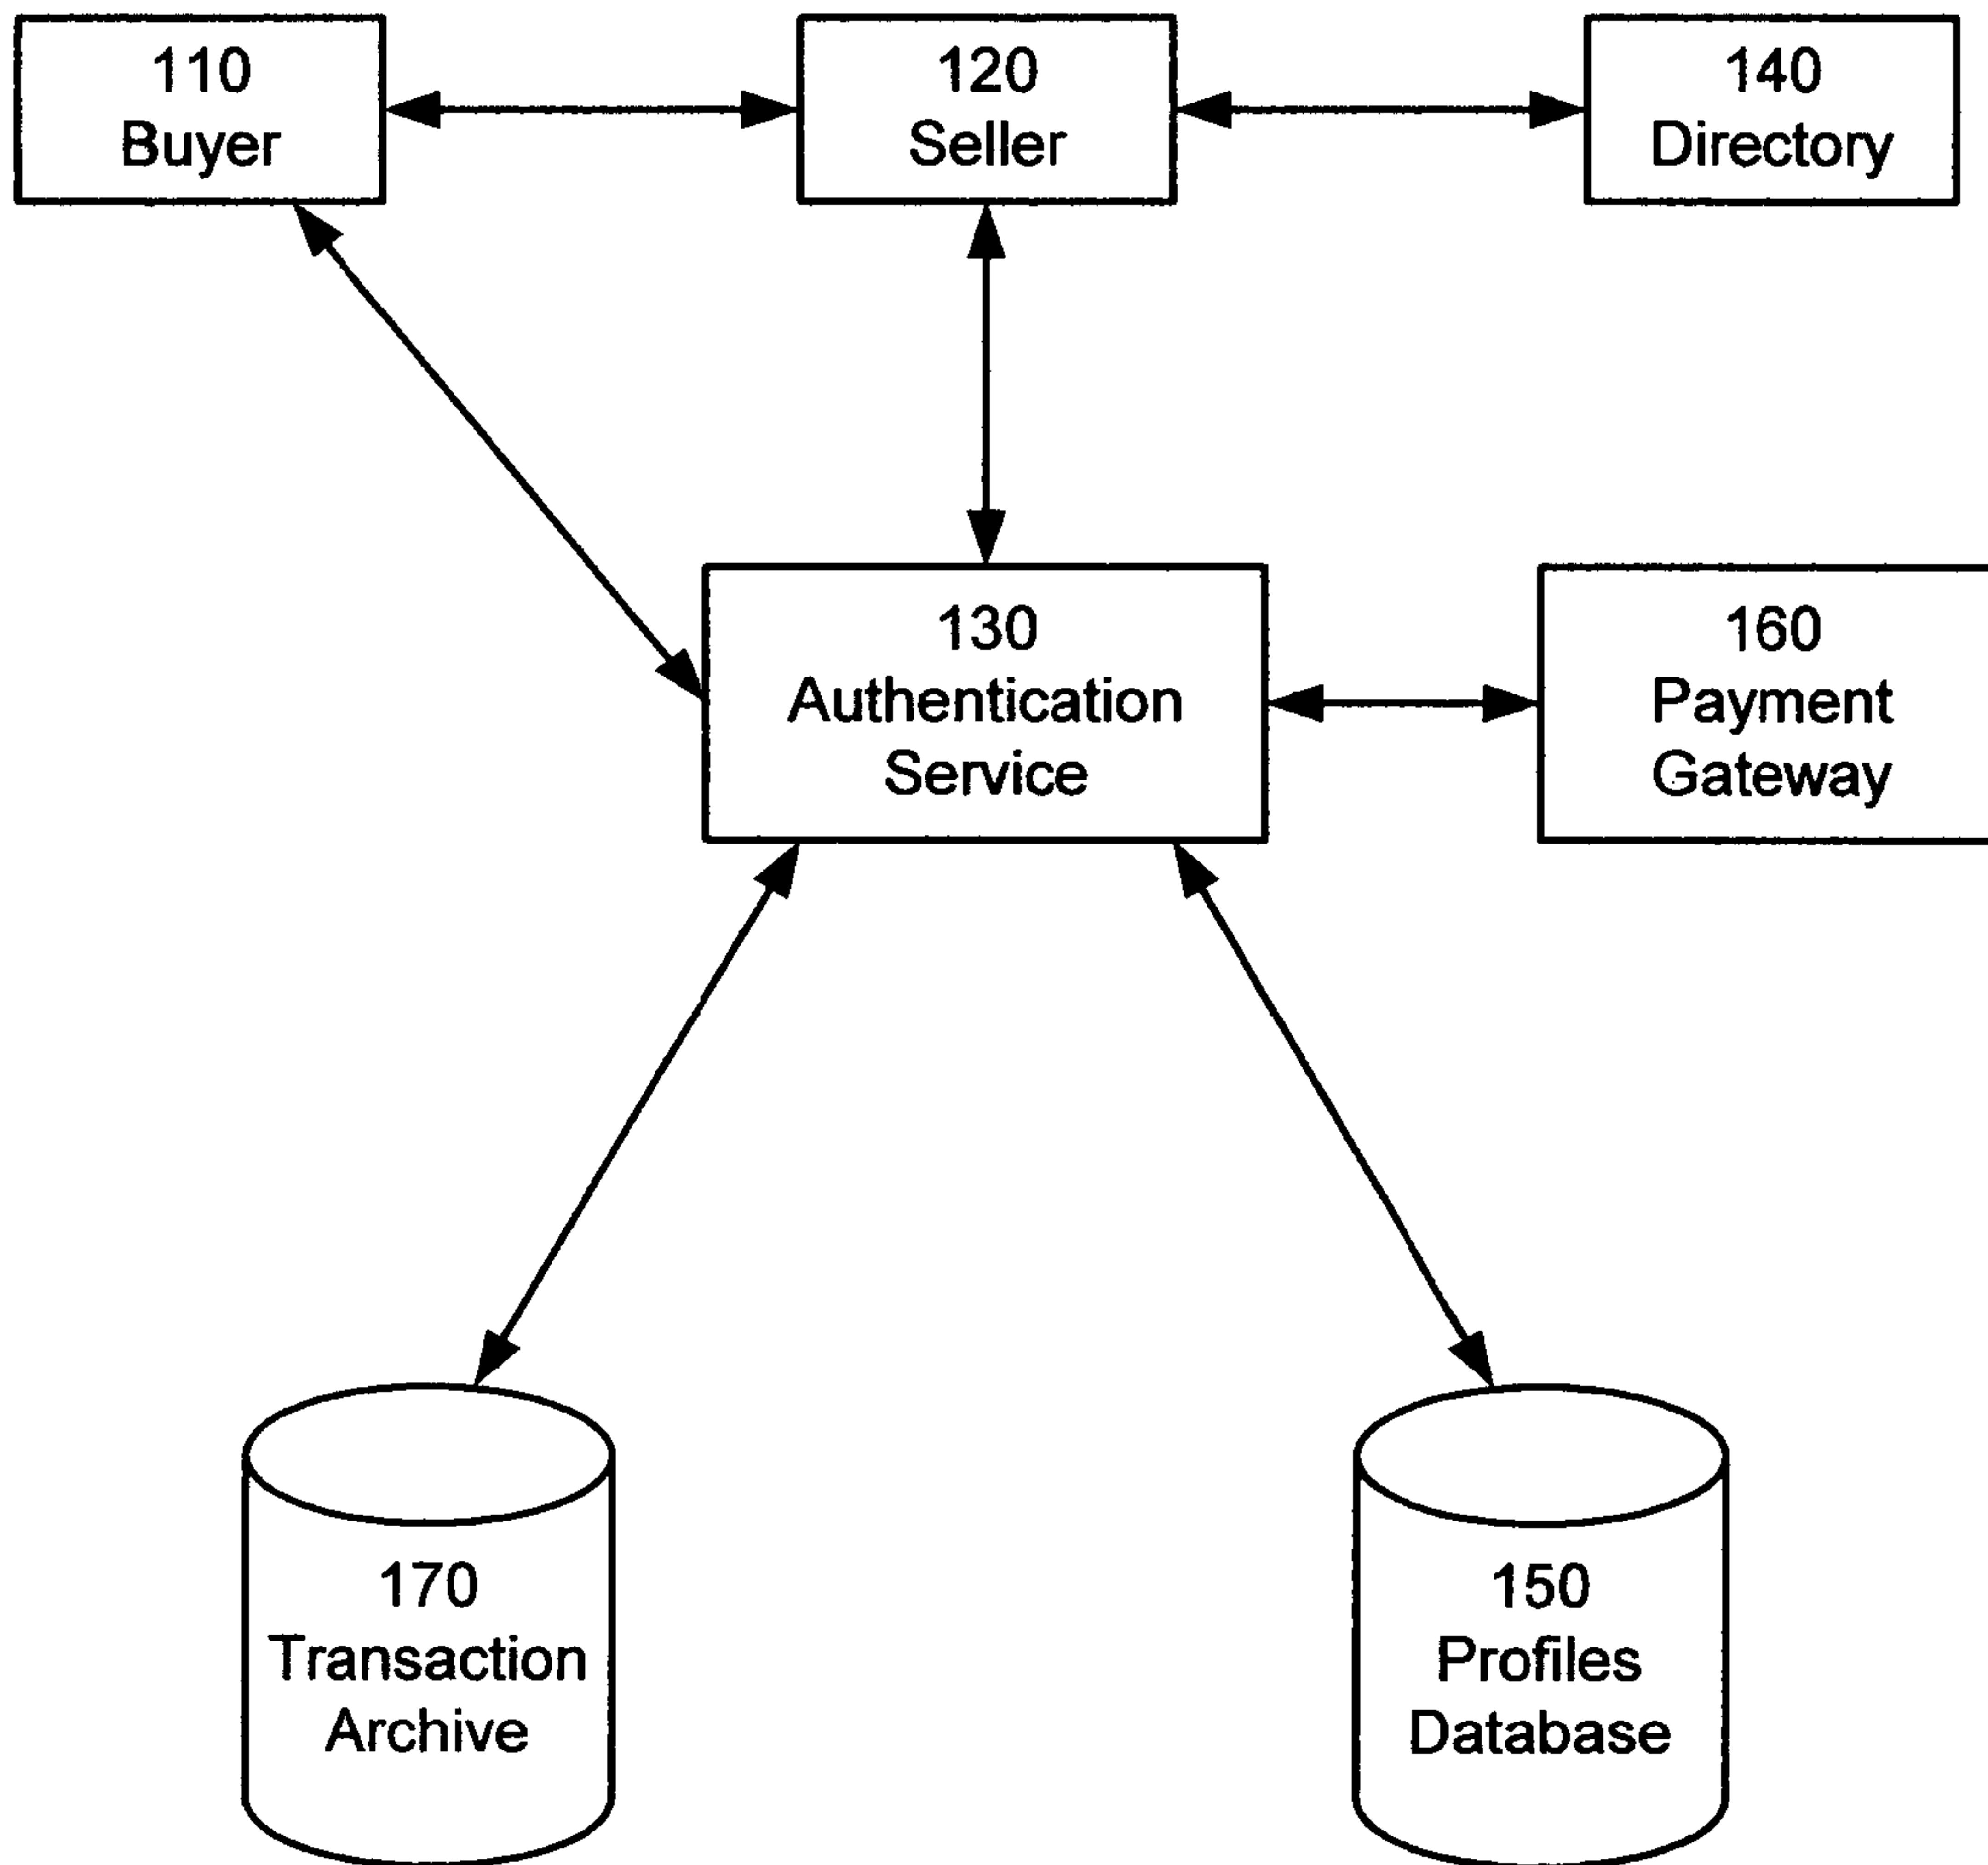 110
Buyer
120
Seller
140
Directory
130
Authentication
Service
160
Payment
Gateway
170
Transaction
Archive
150
Profiles
Database